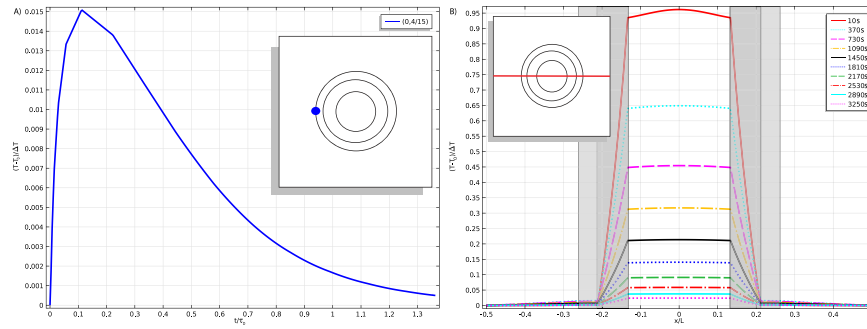 A)
(0,4/15)
(T-T₀)/ΔT
0.015
0.014
0.013
0.012
0.011
0.01
0.009
0.008
0.007
0.006
0.005
0.004
0.003
0.002
0.001
0
0 0.1 0.2 0.3 0.4 0.5 0.6 0.7 0.8 0.9 1 1.1 1.2 1.3
B)
10s
370s
730s
1090s
1450s
1810s
2170s
2530s
2890s
3250s
(T-T₀)/ΔT
0.95
0.9
0.85
0.8
0.75
0.7
0.65
0.6
0.55
0.5
0.45
0.4
0.35
0.3
0.25
0.2
0.15
0.1
0.05
0
-0.5 -0.4 -0.3 -0.2 -0.1 0 0.1 0.2 0.3 0.4
x/L